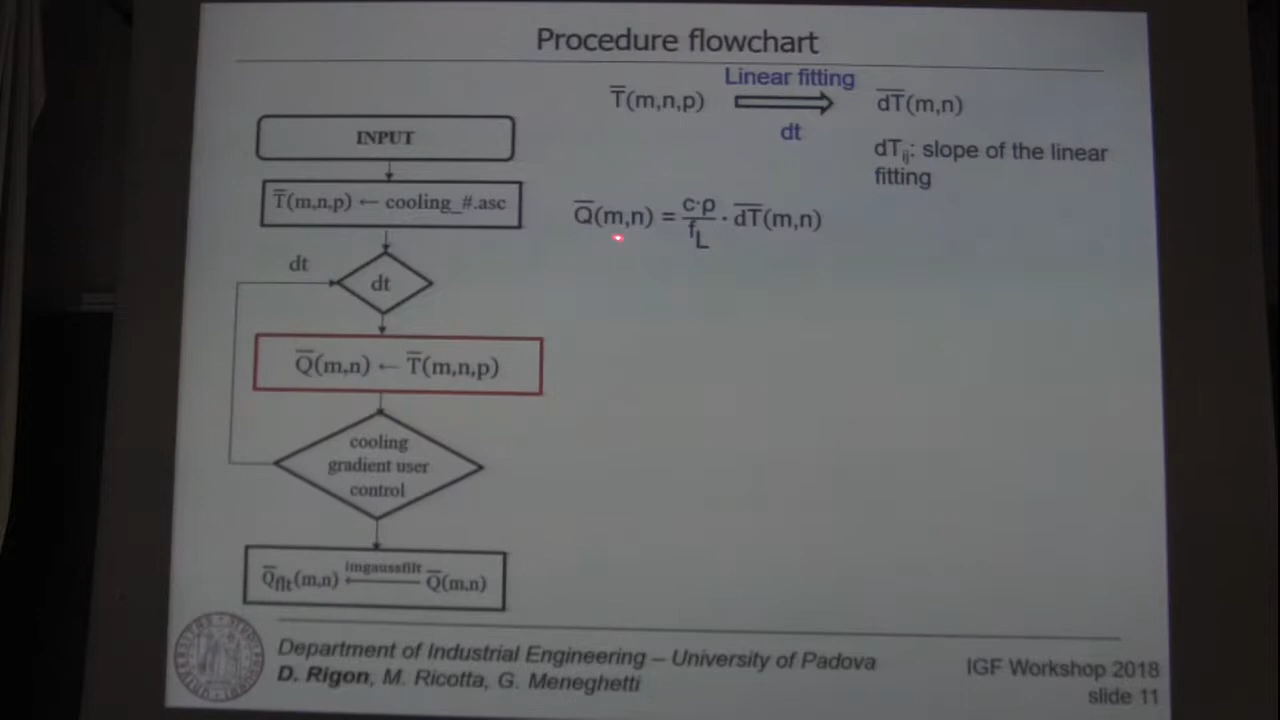 Procedure flowchart
INPUT
T̅(m,n,p) ← cooling_#.asc
dt
dt
Q̅(m,n) ← T̅(m,n,p)
cooling
gradient user
control
Q̅flt(m,n) imgaussfilt Q̅(m,n)
T̅(m,n,p) Linear fitting d̅T̅(m,n)
dt
dTij: slope of the linear
fitting
Q̅(m,n) = c·ρ/fL · d̅T̅(m,n)
Department of Industrial Engineering – University of Padova
D. Rigon, M. Ricotta, G. Meneghetti
IGF Workshop 2018
slide 11